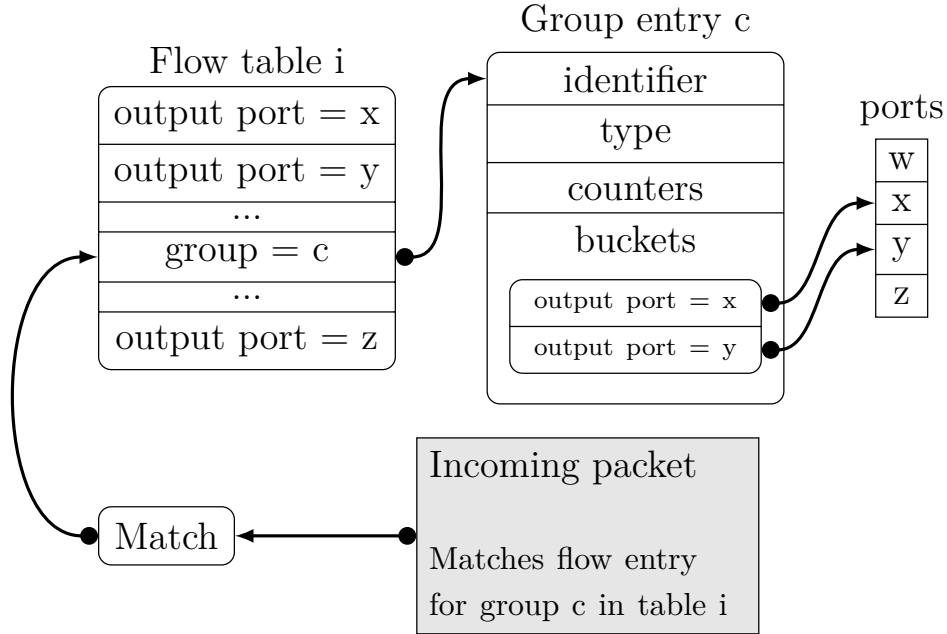 Flow table i
output port = x
output port = y
...
group = c
...
output port = z
Group entry c
identifier
type
counters
buckets
output port = x
output port = y
ports
w
x
y
z
Match
Incoming packet
Matches flow entry
for group c in table i